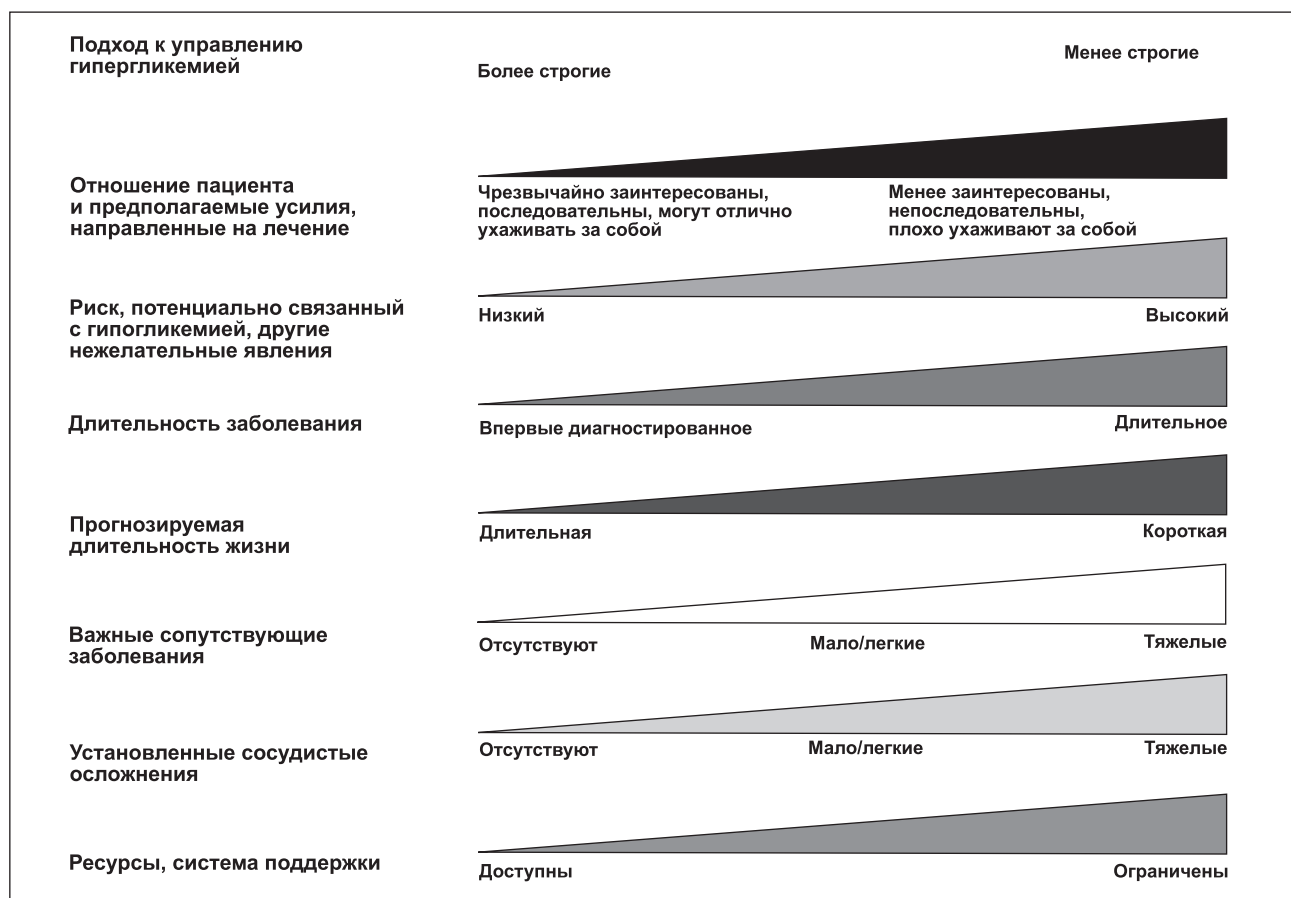 Подход к управлению
гипергликемией
Более строгие
Менее строгие
Отношение пациента
и предполагаемые усилия,
направленные на лечение
Чрезвычайно заинтересованы,
последовательны, могут отлично
ухаживать за собой
Менее заинтересованы,
непоследовательны,
плохо ухаживают за собой
Риск, потенциально связанный
с гипогликемией, другие
нежелательные явления
Низкий
Высокий
Длительность заболевания
Впервые диагностированное
Длительное
Прогнозируемая
длительность жизни
Длительная
Короткая
Важные сопутствующие
заболевания
Отсутствуют
Мало/легкие
Тяжелые
Установленные сосудистые
осложнения
Отсутствуют
Мало/легкие
Тяжелые
Ресурсы, система поддержки
Доступны
Ограничены